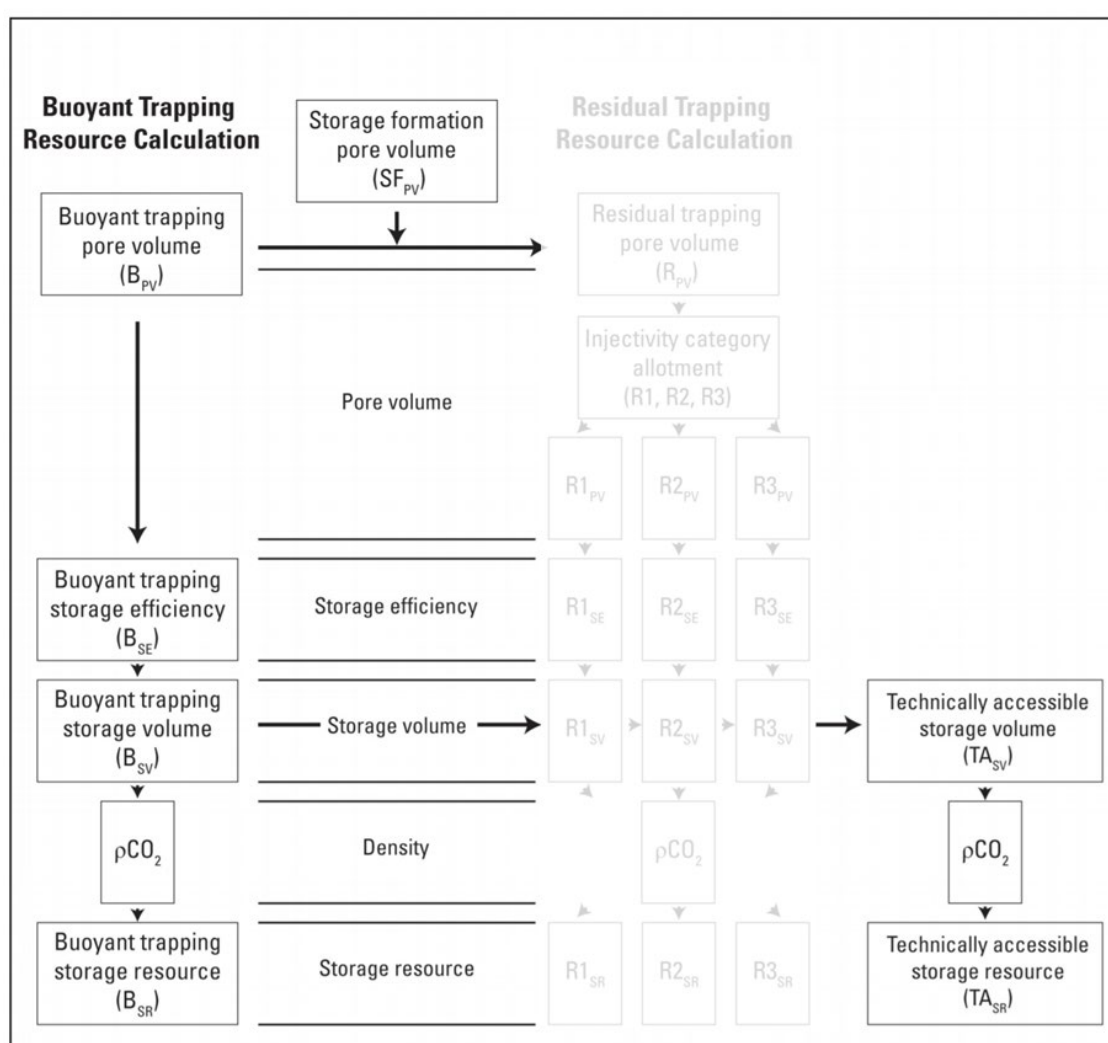 Buoyant Trapping
Resource Calculation
Storage formation
pore volume
(SF_PV)
Residual Trapping
Resource Calculation
Buoyant trapping
pore volume
(B_PV)
Residual trapping
pore volume
(R_PV)
Injectivity category
allotment
(R1, R2, R3)
Pore volume
R1_PV
R2_PV
R3_PV
Buoyant trapping
storage efficiency
(B_SE)
Storage efficiency
R1_SE
R2_SE
R3_SE
Buoyant trapping
storage volume
(B_SV)
Storage volume
R1_SV
R2_SV
R3_SV
Technically accessible
storage volume
(TA_SV)
ρCO₂
Density
ρCO₂
ρCO₂
Buoyant trapping
storage resource
(B_SR)
Storage resource
R1_SR
R2_SR
R3_SR
Technically accessible
storage resource
(TA_SR)